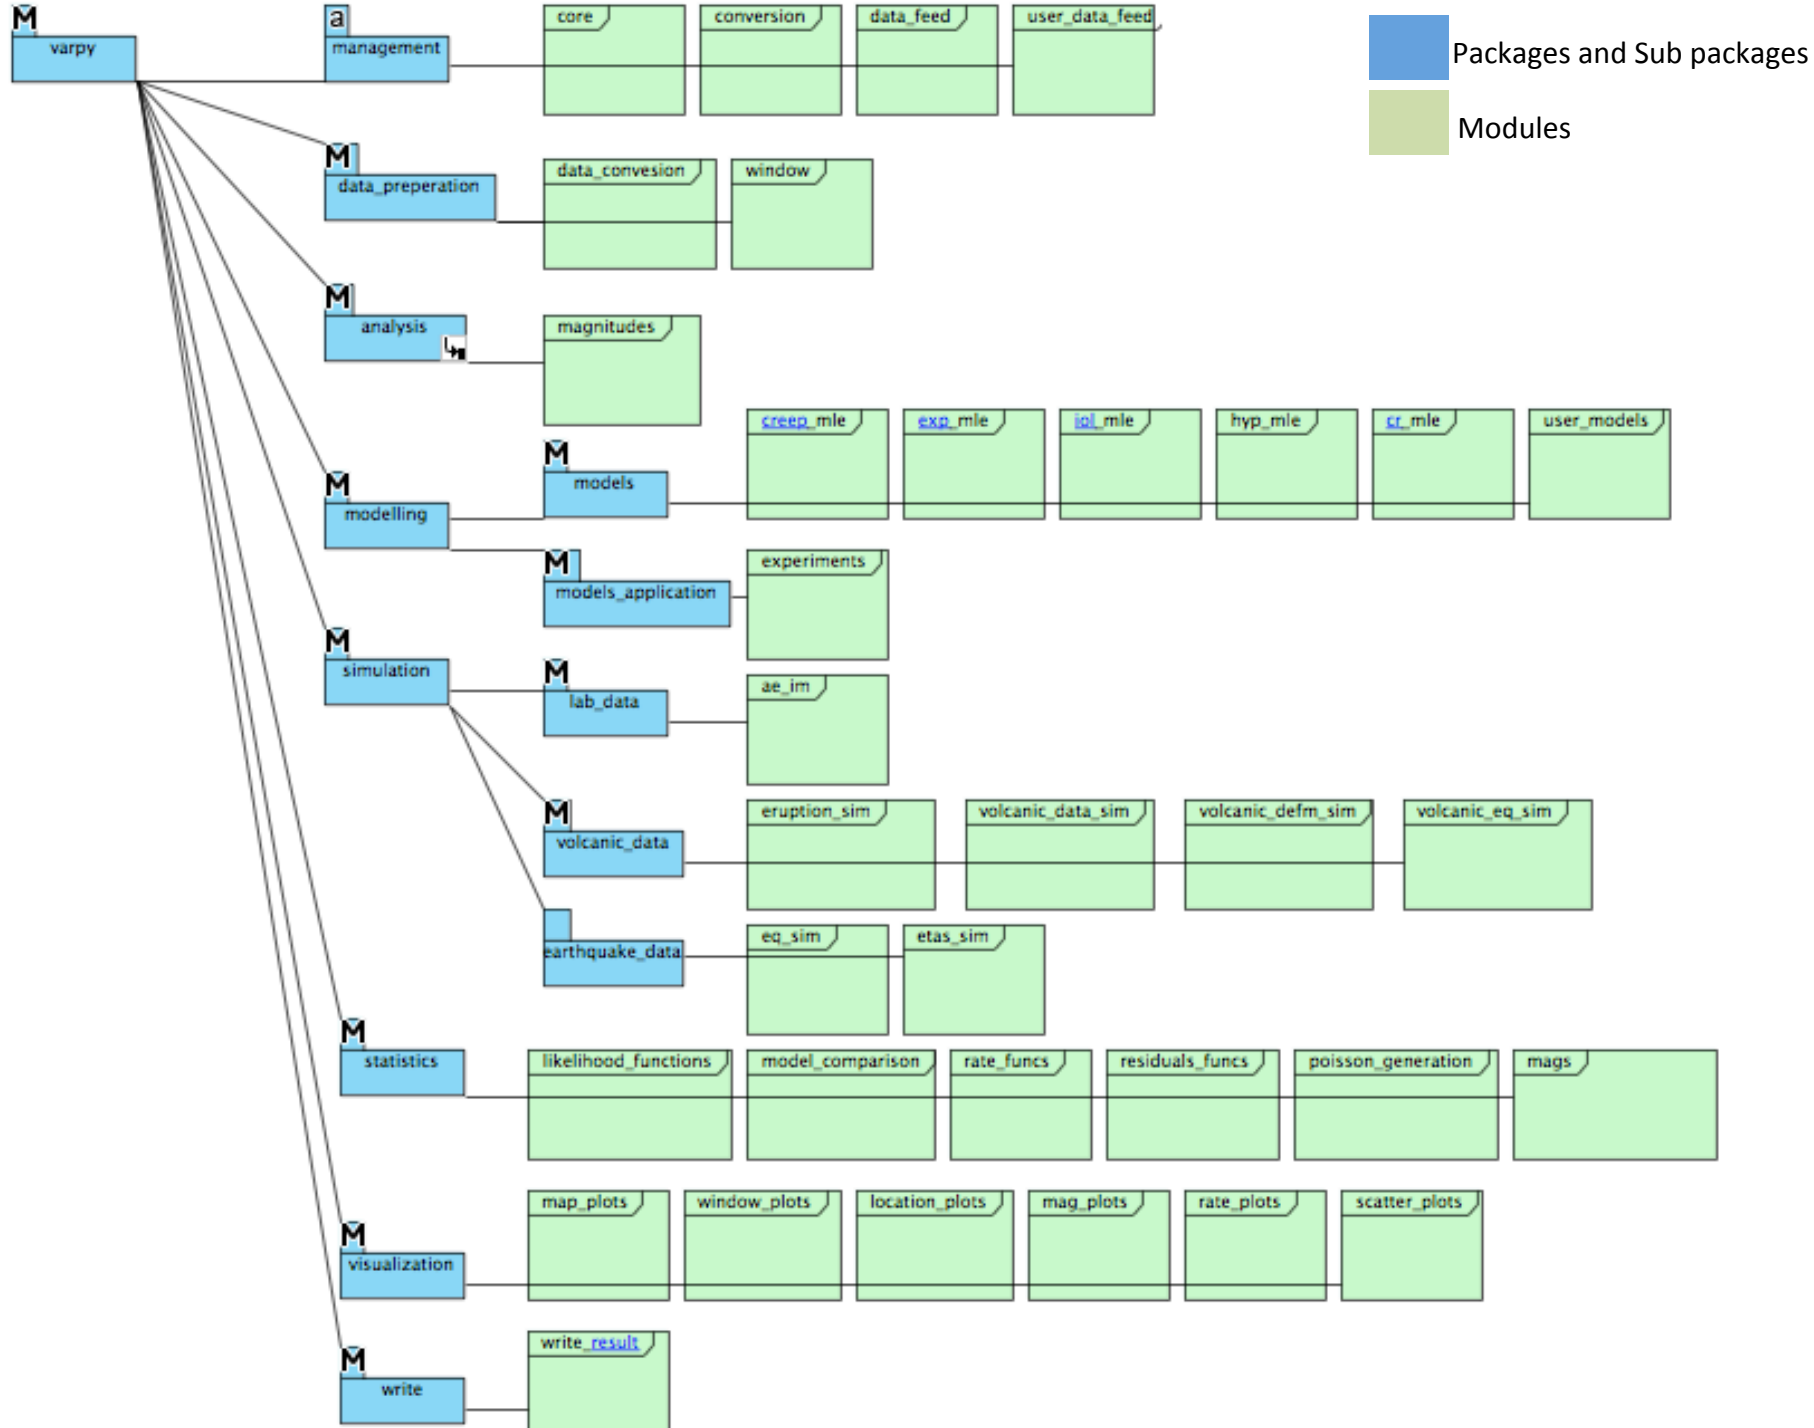 M
varpy
a
management
core
conversion
data_feed
user_data_feed
Packages and Sub packages
Modules
M
data_preperation
data_convesion
window
M
analysis
magnitudes
M
modelling
M
models
creep_mle
exp_mle
iol_mle
hyp_mle
cr_mle
user_models
M
models_application
experiments
M
simulation
M
lab_data
ae_im
M
volcanic_data
eruption_sim
volcanic_data_sim
volcanic_defm_sim
volcanic_eq_sim
earthquake_data
eq_sim
etas_sim
M
statistics
likelihood_functions
model_comparison
rate_funcs
residuals_funcs
poisson_generation
mags
M
visualization
map_plots
window_plots
location_plots
mag_plots
rate_plots
scatter_plots
M
write
write_result